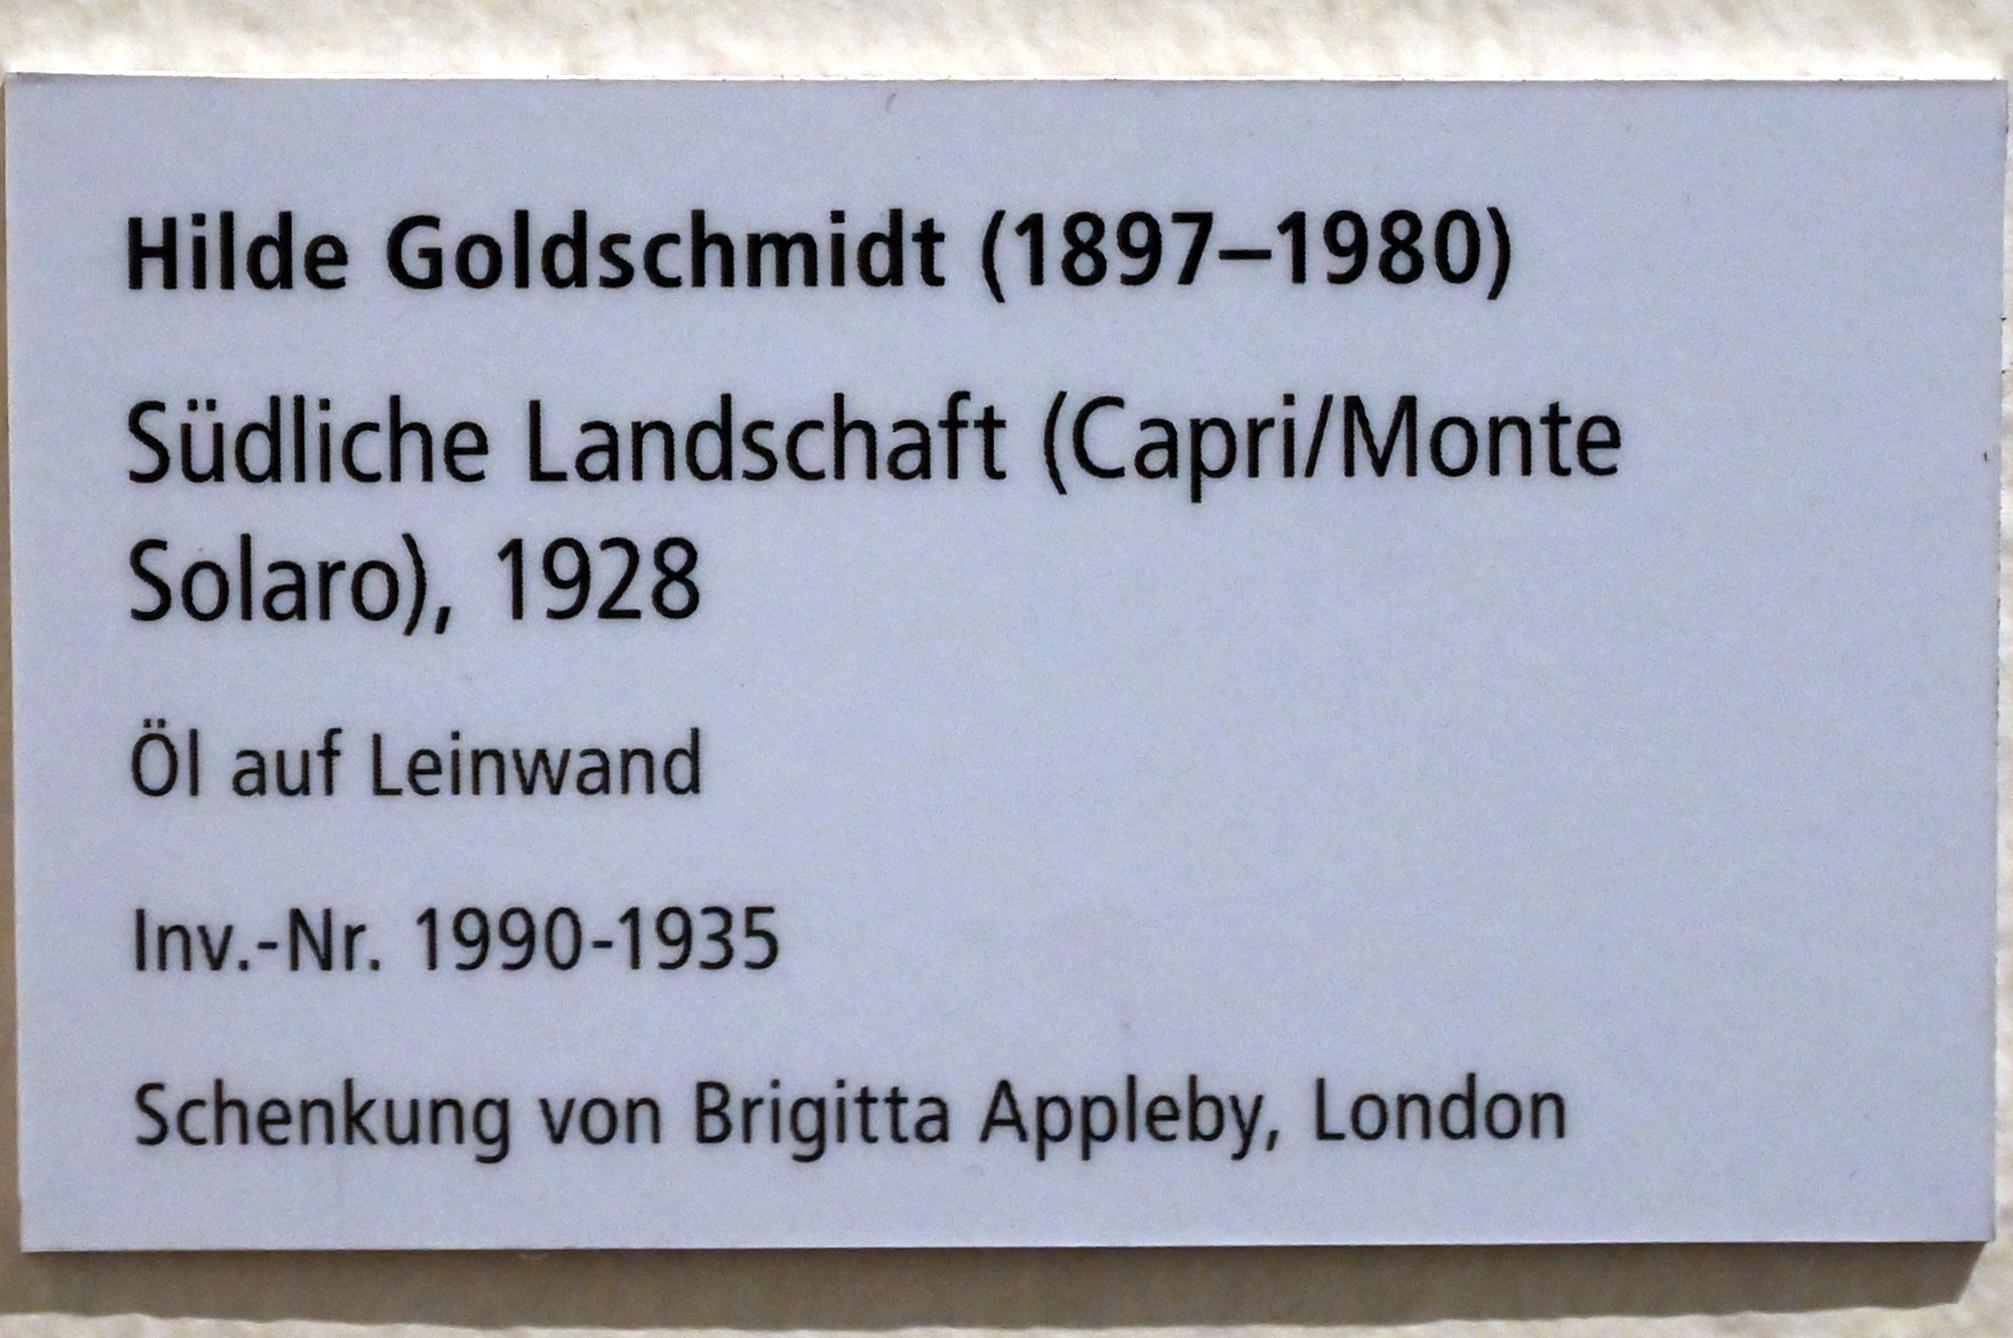 Hilde Goldschmidt (1897–1980)
Südliche Landschaft (Capri/Monte
Solaro), 1928
Öl auf Leinwand
Inv.-Nr. 1990-1935
Schenkung von Brigitta Appleby, London